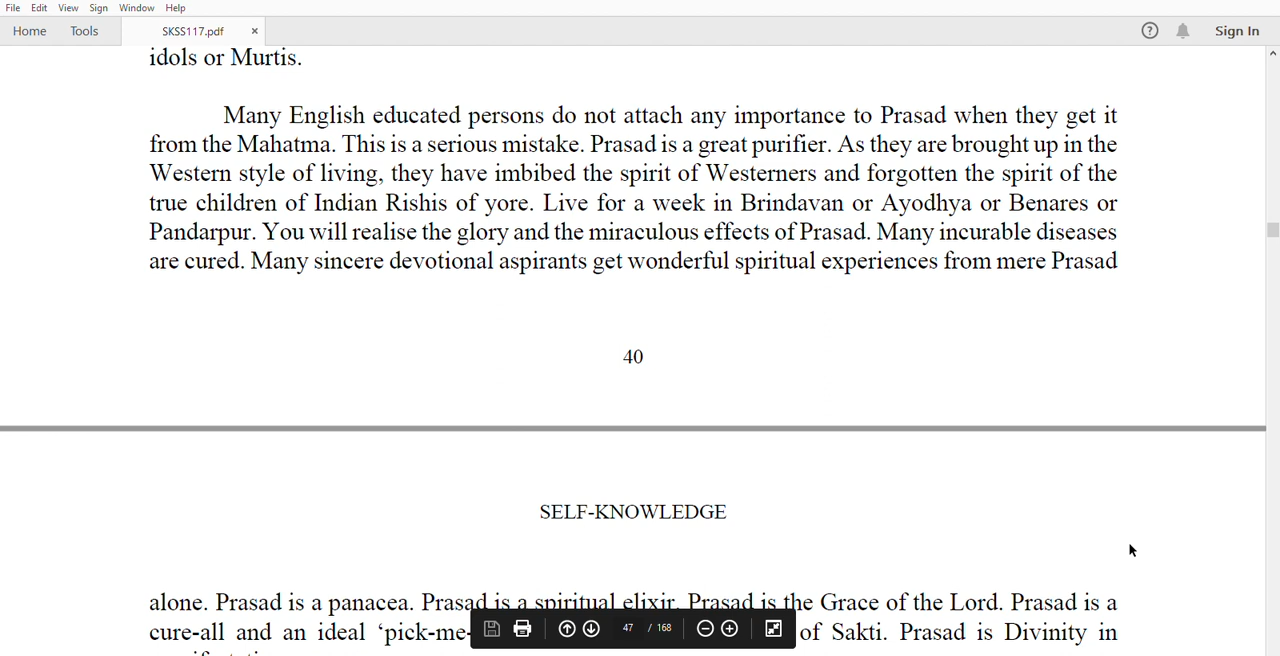 File Edit View Sign Window Help
Home Tools SKSS117.pdf × ? Sign In
idols or Murtis.
Many English educated persons do not attach any importance to Prasad when they get it
from the Mahatma. This is a serious mistake. Prasad is a great purifier. As they are brought up in the
Western style of living, they have imbibed the spirit of Westerners and forgotten the spirit of the
true children of Indian Rishis of yore. Live for a week in Brindavan or Ayodhya or Benares or
Pandarpur. You will realise the glory and the miraculous effects of Prasad. Many incurable diseases
are cured. Many sincere devotional aspirants get wonderful spiritual experiences from mere Prasad
40
SELF-KNOWLEDGE
alone. Prasad is a panacea. Prasad is a spiritual elixir. Prasad is the Grace of the Lord. Prasad is a
cure-all and an ideal ‘pick-me- of Sakti. Prasad is Divinity in
47 / 168